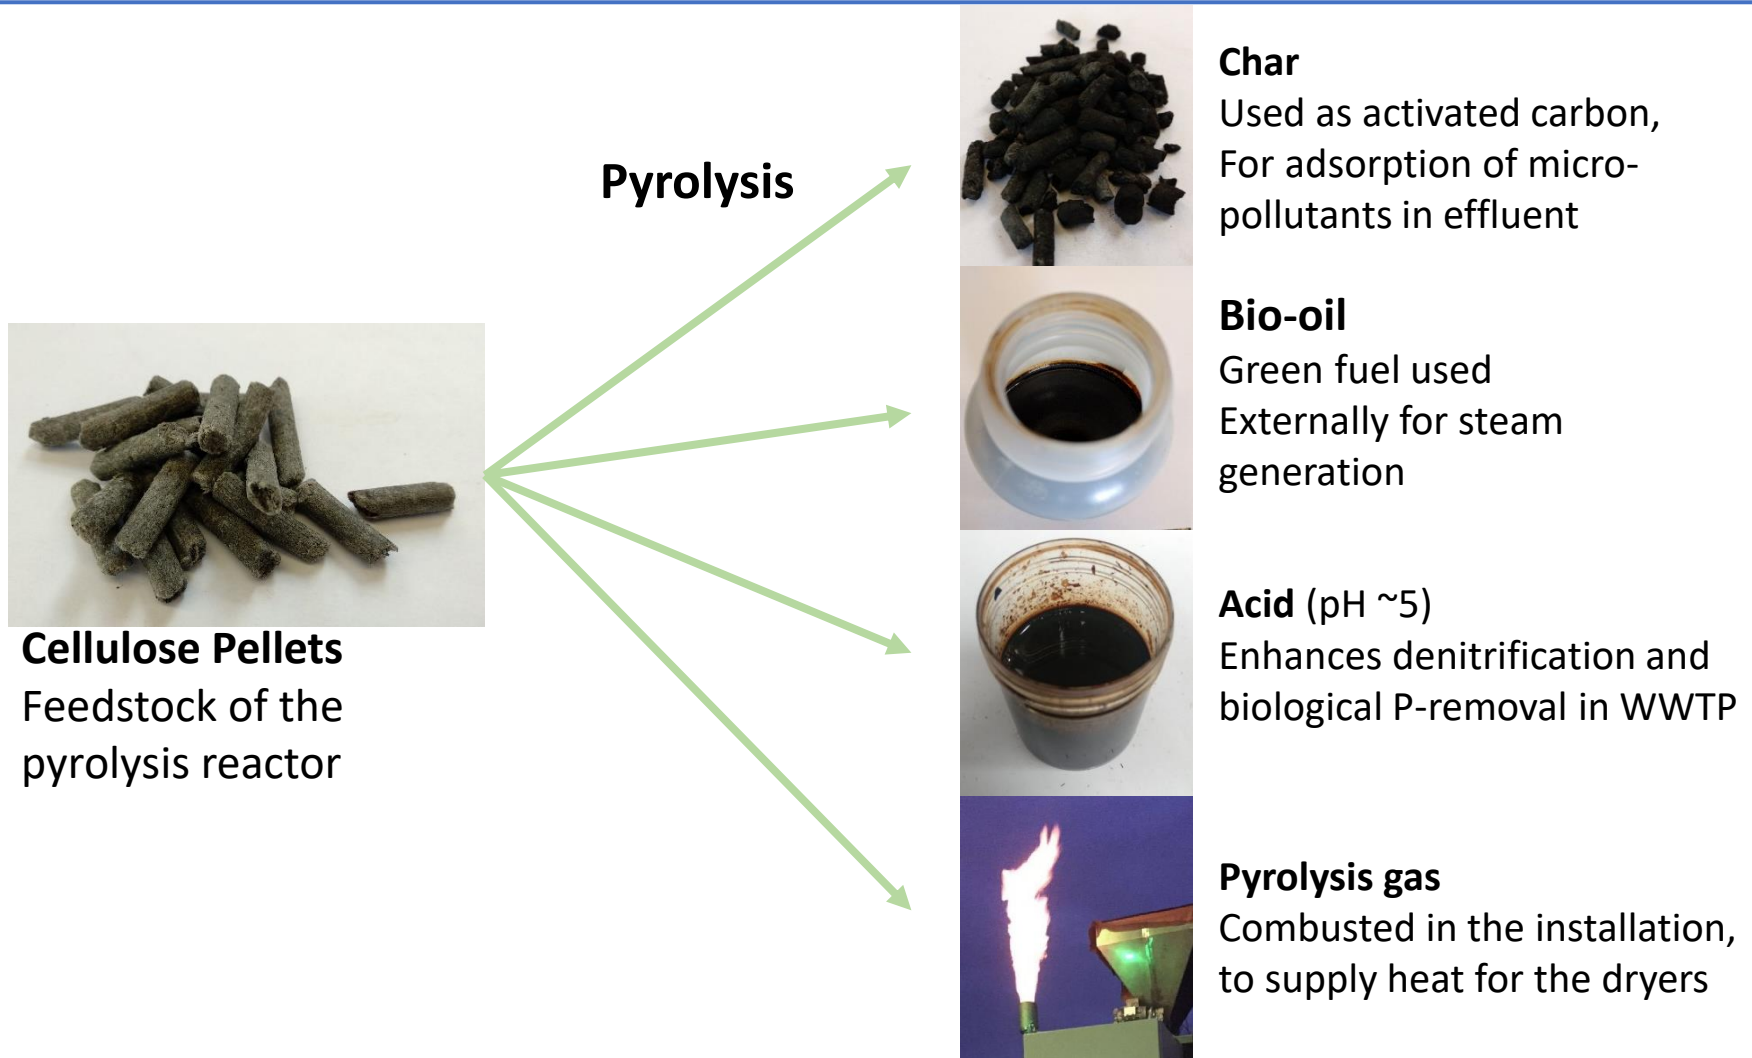 Pyrolysis
Cellulose Pellets
Feedstock of the
pyrolysis reactor
Char
Used as activated carbon,
For adsorption of micro-
pollutants in effluent
Bio-oil
Green fuel used
Externally for steam
generation
Acid (pH ~5)
Enhances denitrification and
biological P-removal in WWTP
Pyrolysis gas
Combusted in the installation,
to supply heat for the dryers